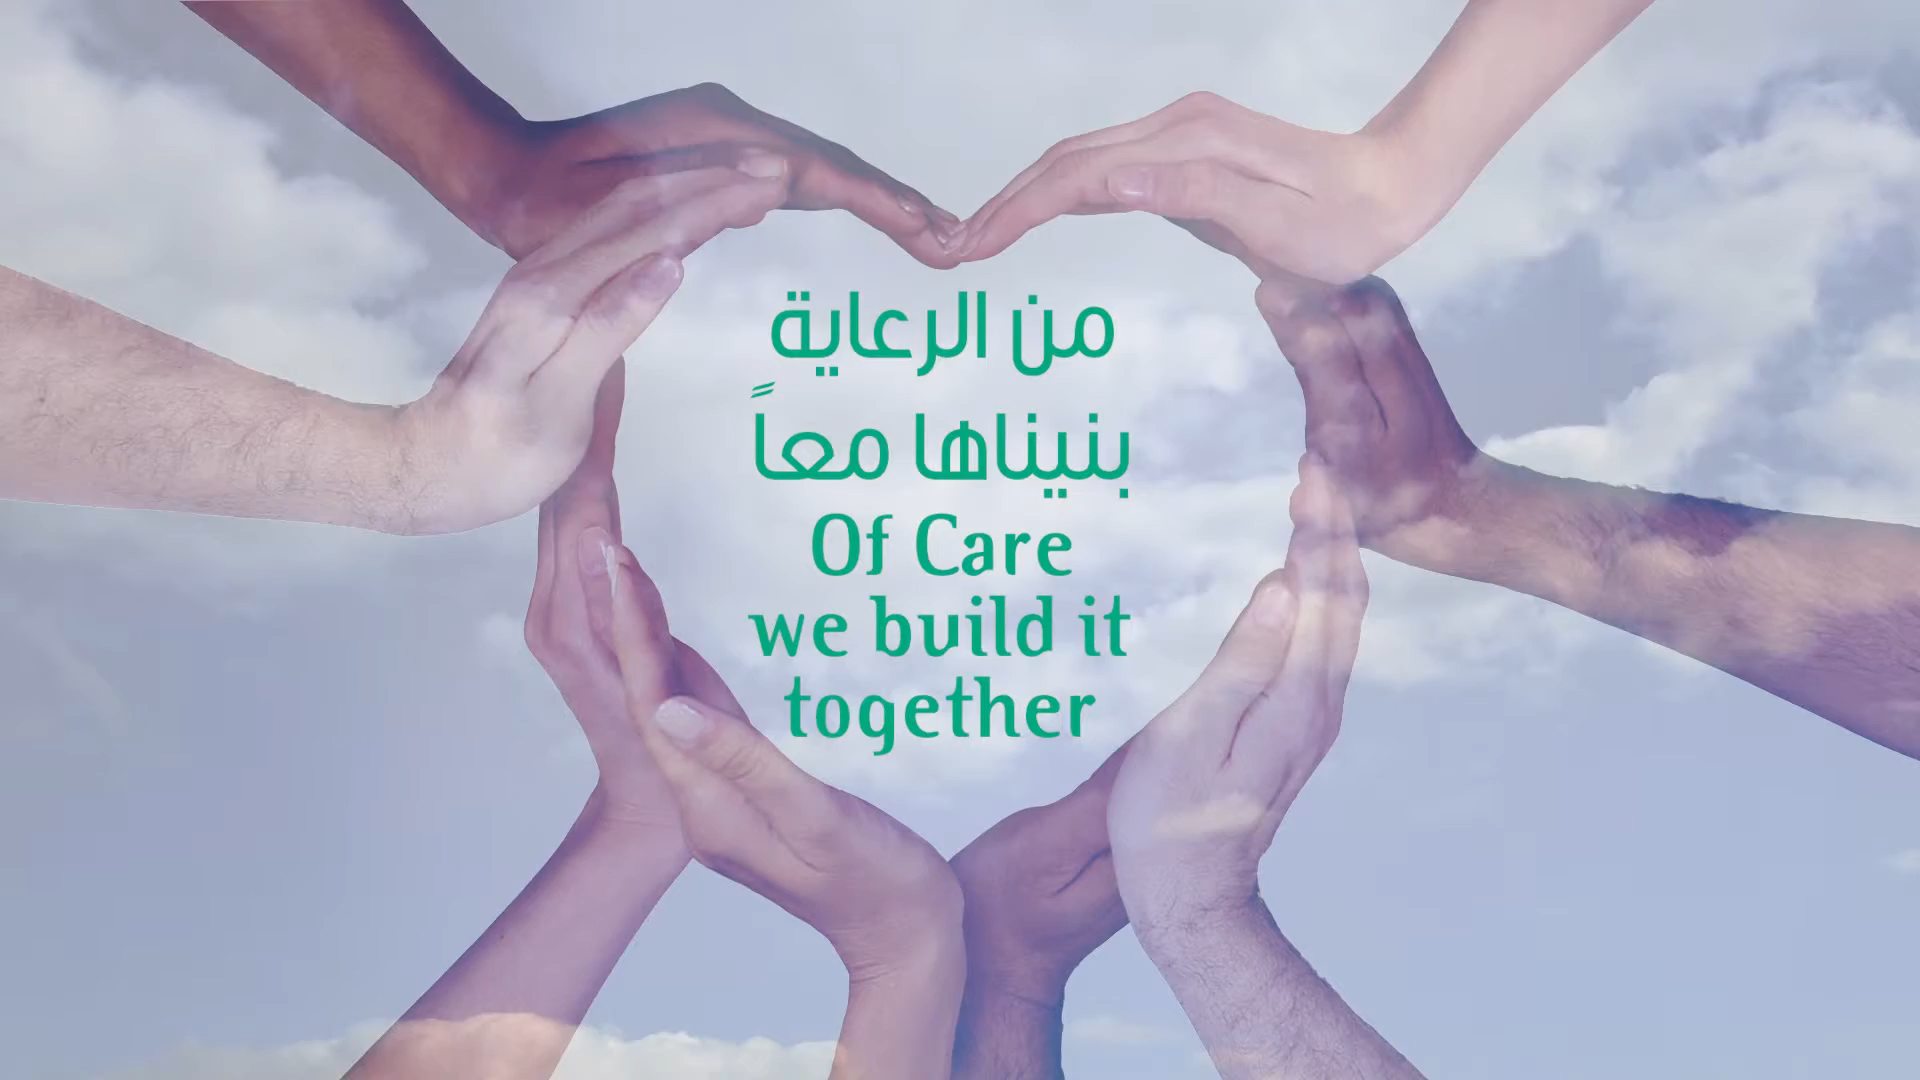 من الرعاية
بنيناها معاً
Of Care
we build it
together